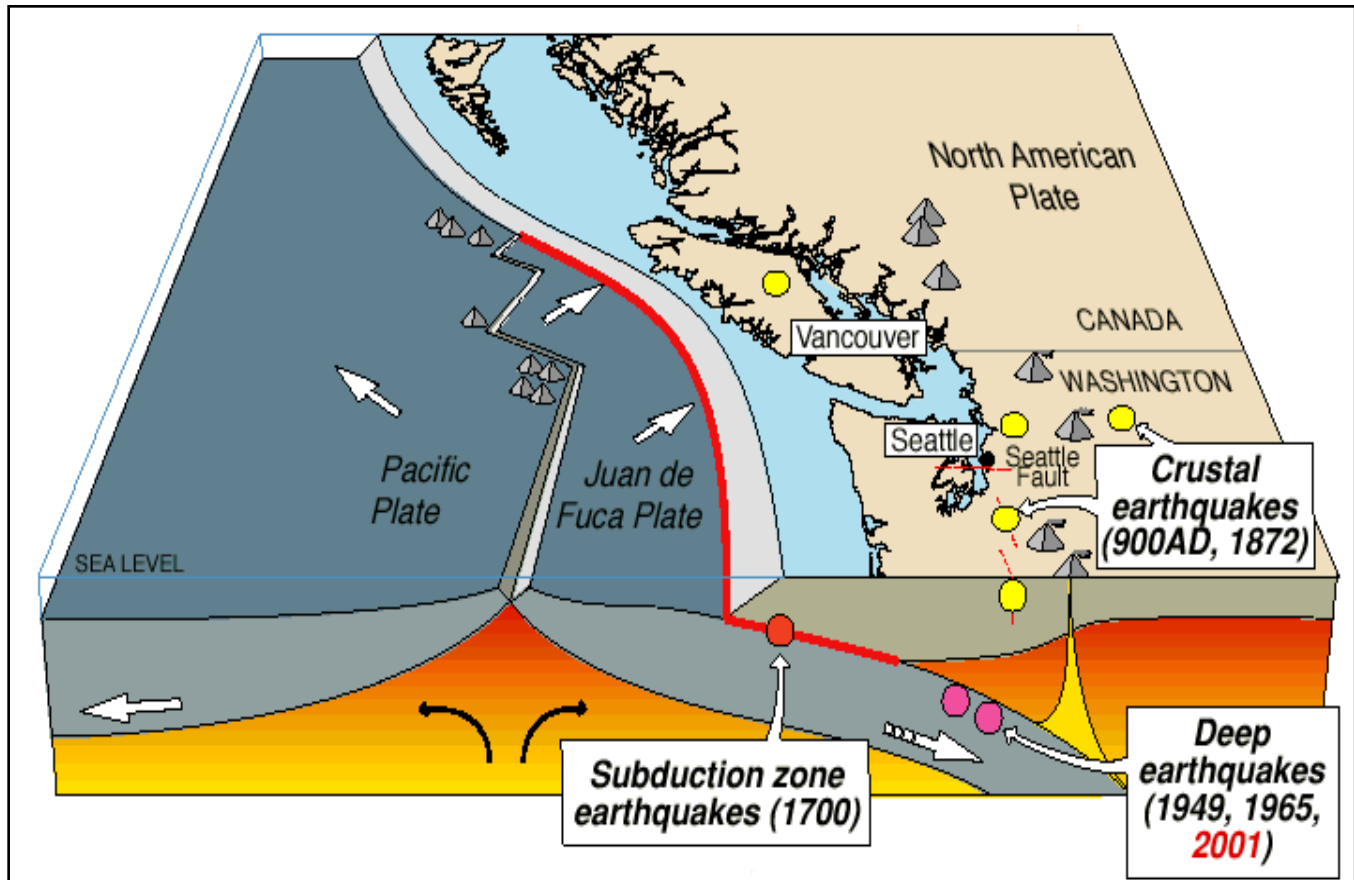 North American
Plate
CANADA
Vancouver
WASHINGTON
Seattle
Seattle
Fault
Pacific
Plate
Juan de
Fuca Plate
Crustal
earthquakes
(900AD, 1872)
SEA LEVEL
Subduction zone
earthquakes (1700)
Deep
earthquakes
(1949, 1965,
2001)